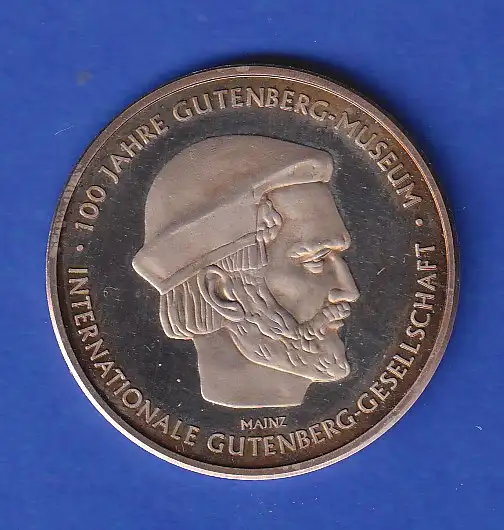 · 100 JAHRE GUTENBERG-MUSEUM ·
INTERNATIONALE GUTENBERG-GESELLSCHAFT
MAINZ